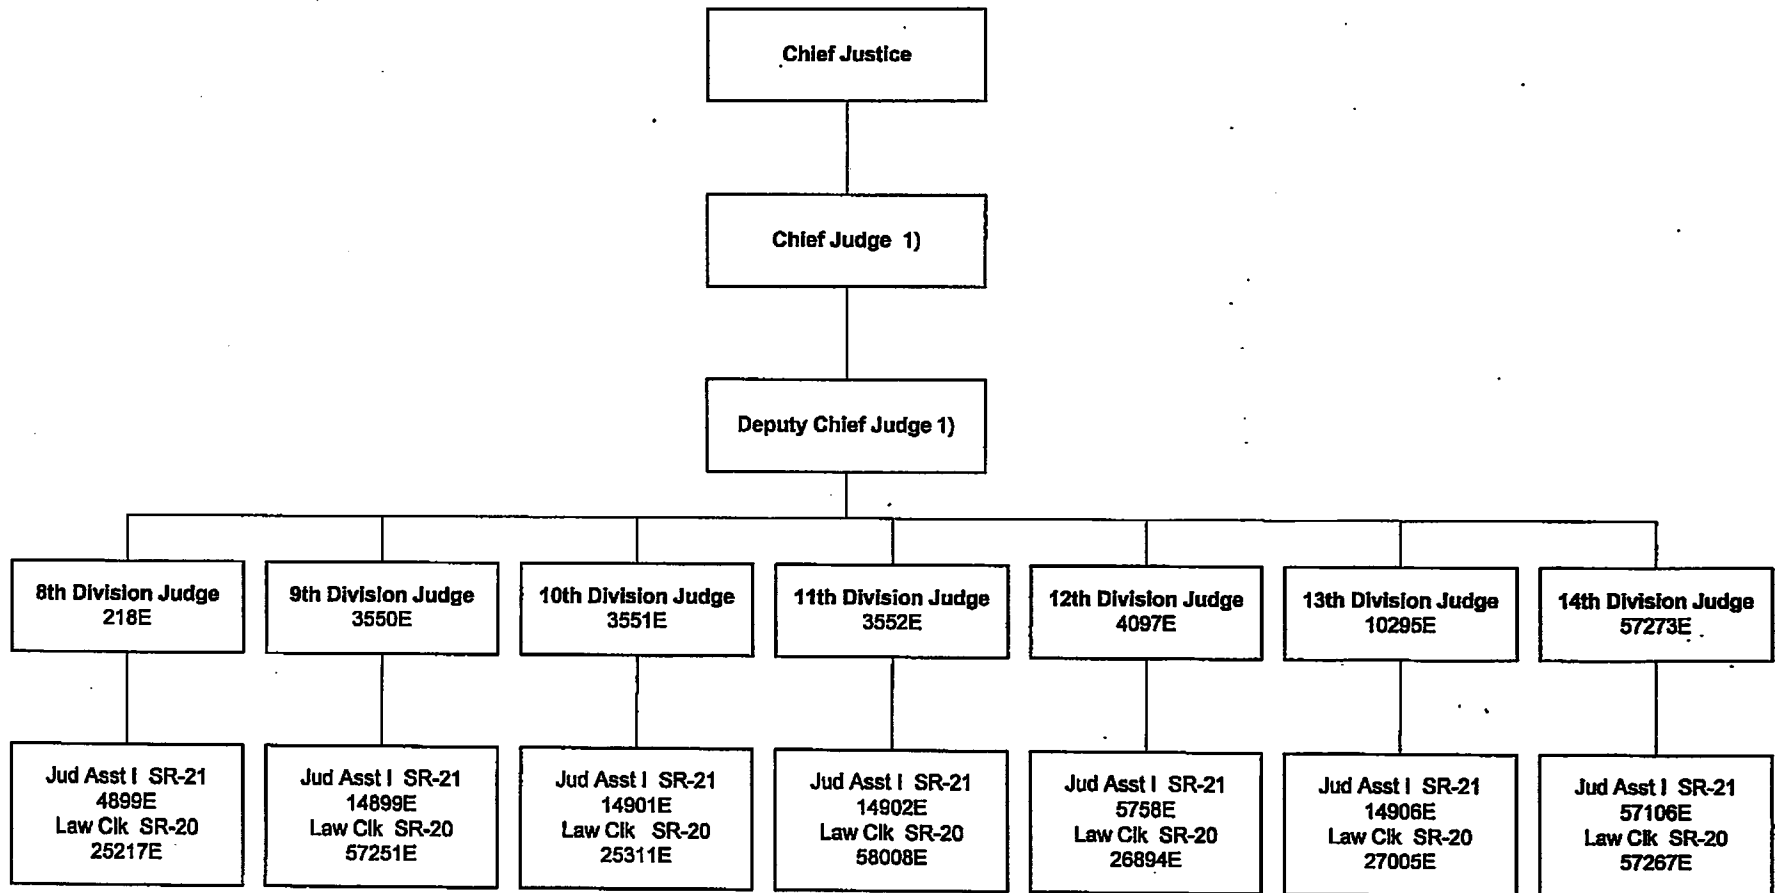 Chief Justice
Chief Judge 1)
Deputy Chief Judge 1)
8th Division Judge
218E
9th Division Judge
3550E
10th Division Judge
3551E
11th Division Judge
3552E
12th Division Judge
4097E
13th Division Judge
10295E
14th Division Judge
57273E
Jud Asst I SR-21
4899E
Law Clk SR-20
25217E
Jud Asst I SR-21
14899E
Law Clk SR-20
57251E
Jud Asst I SR-21
14901E
Law Clk SR-20
25311E
Jud Asst I SR-21
14902E
Law Clk SR-20
58008E
Jud Asst I SR-21
5758E
Law Clk SR-20
26894E
Jud Asst I SR-21
14906E
Law Clk SR-20
27005E
Jud Asst I SR-21
57106E
Law Clk SR-20
57267E